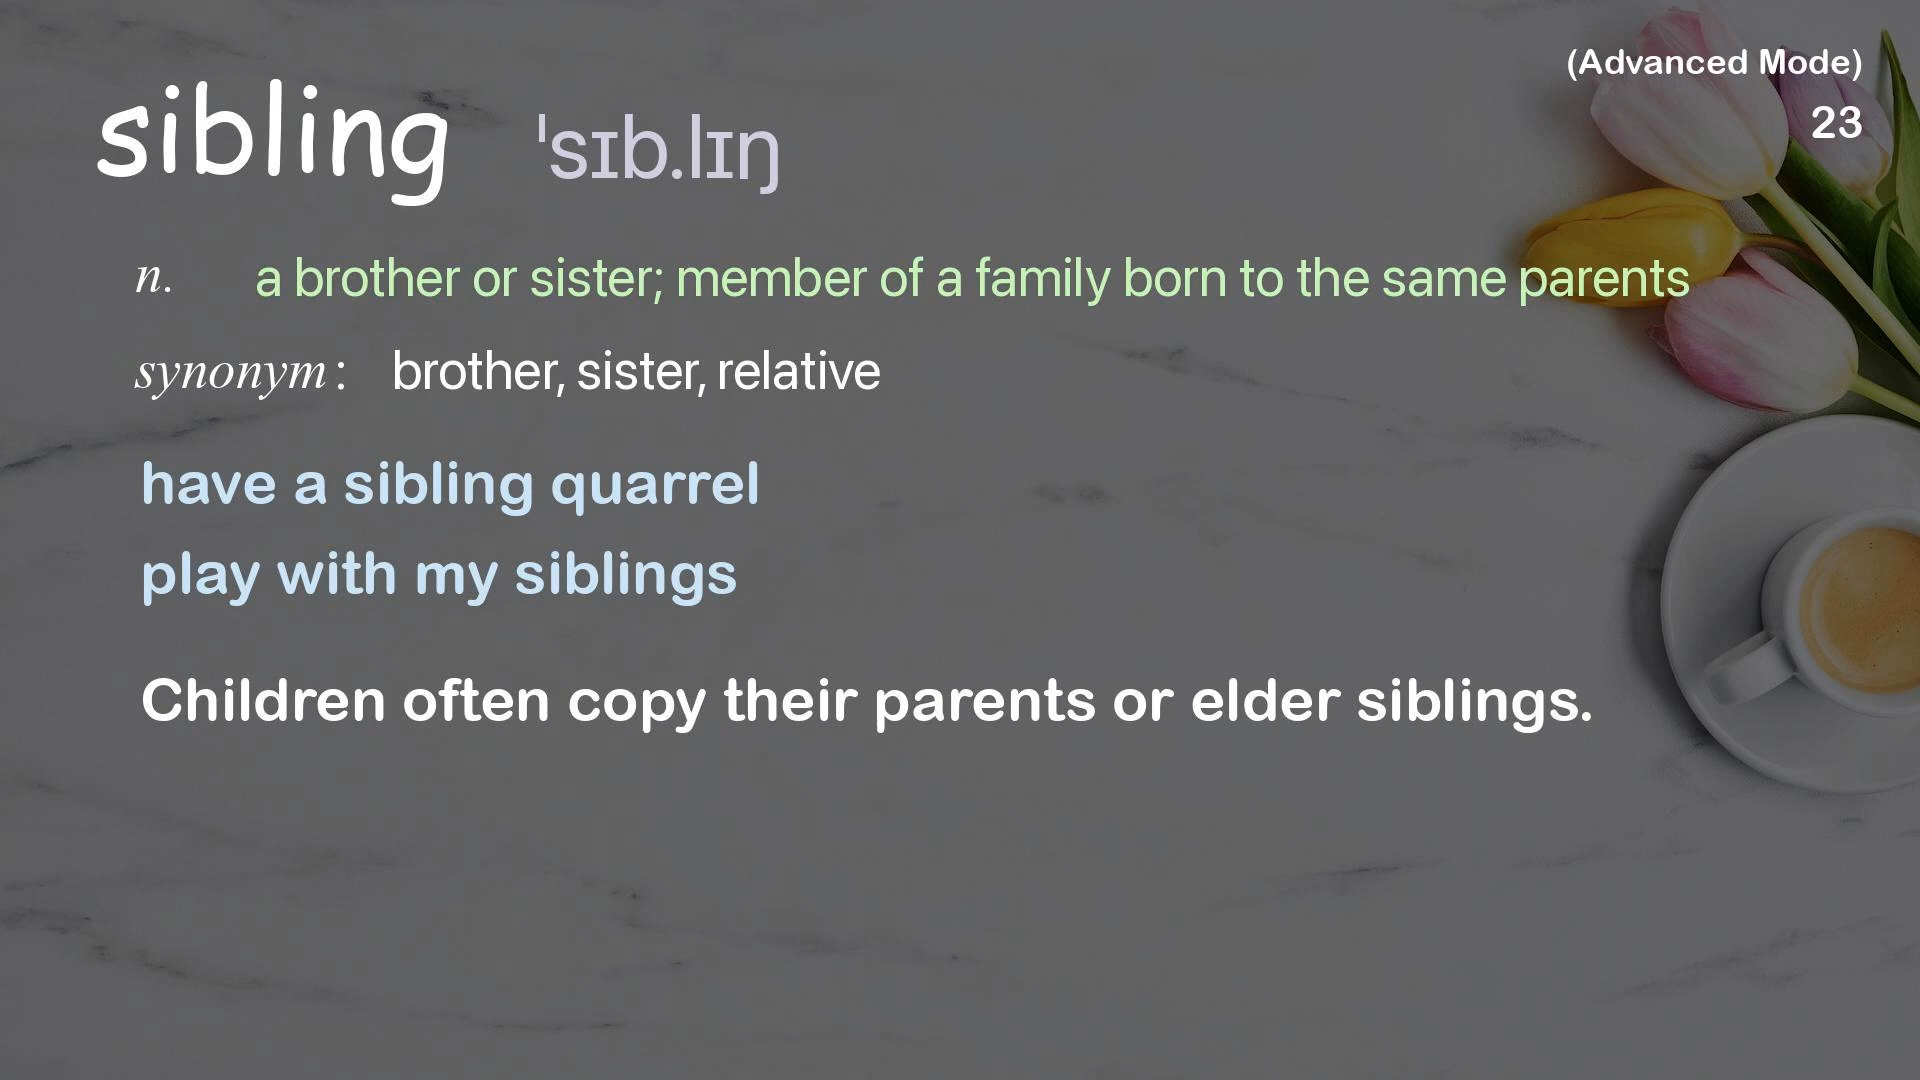 (Advanced Mode)
23
sibling ˈsɪb.lɪŋ
n. a brother or sister; member of a family born to the same parents
synonym: brother, sister, relative
have a sibling quarrel
play with my siblings
Children often copy their parents or elder siblings.